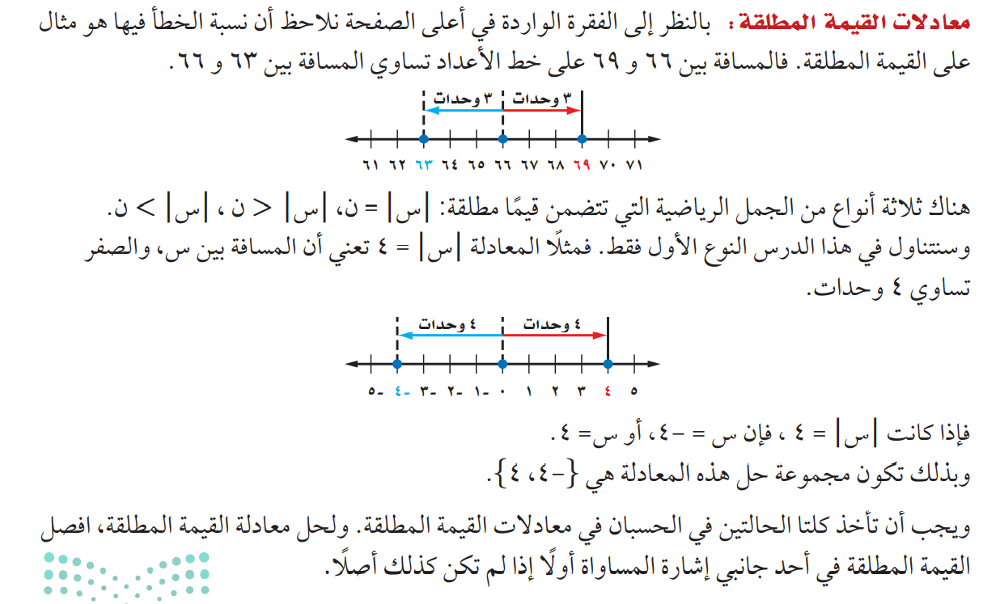 معادلات القيمة المطلقة: بالنظر إلى الفقرة الواردة في أعلى الصفحة نلاحظ أن نسبة الخطأ فيها هو مثال
على القيمة المطلقة. فالمسافة بين ٦٦ و ٦٩ على خط الأعداد تساوي المسافة بين ٦٣ و ٦٦.
٣ وحدات ٣ وحدات
٦١ ٦٢ ٦٣ ٦٤ ٦٥ ٦٦ ٦٧ ٦٨ ٦٩ ٧٠ ٧١
هناك ثلاثة أنواع من الجمل الرياضية التي تتضمن قيمًا مطلقة: |س| = ن، |س| > ن ، |س| < ن.
وسنتناول في هذا الدرس النوع الأول فقط. فمثلًا المعادلة |س| = ٤ تعني أن المسافة بين س، والصفر
تساوي ٤ وحدات.
٤ وحدات ٤ وحدات
-٥ -٤ -٣ -٢ -١ ٠ ١ ٢ ٣ ٤ ٥
فإذا كانت |س| = ٤ ، فإن س = –٤، أو س= ٤ .
وبذلك تكون مجموعة حل هذه المعادلة هي {–٤، ٤}.
ويجب أن تأخذ كلتا الحالتين في الحسبان في معادلات القيمة المطلقة. ولحل معادلة القيمة المطلقة، افصل
القيمة المطلقة في أحد جانبي إشارة المساواة أولًا إذا لم تكن كذلك أصلًا.